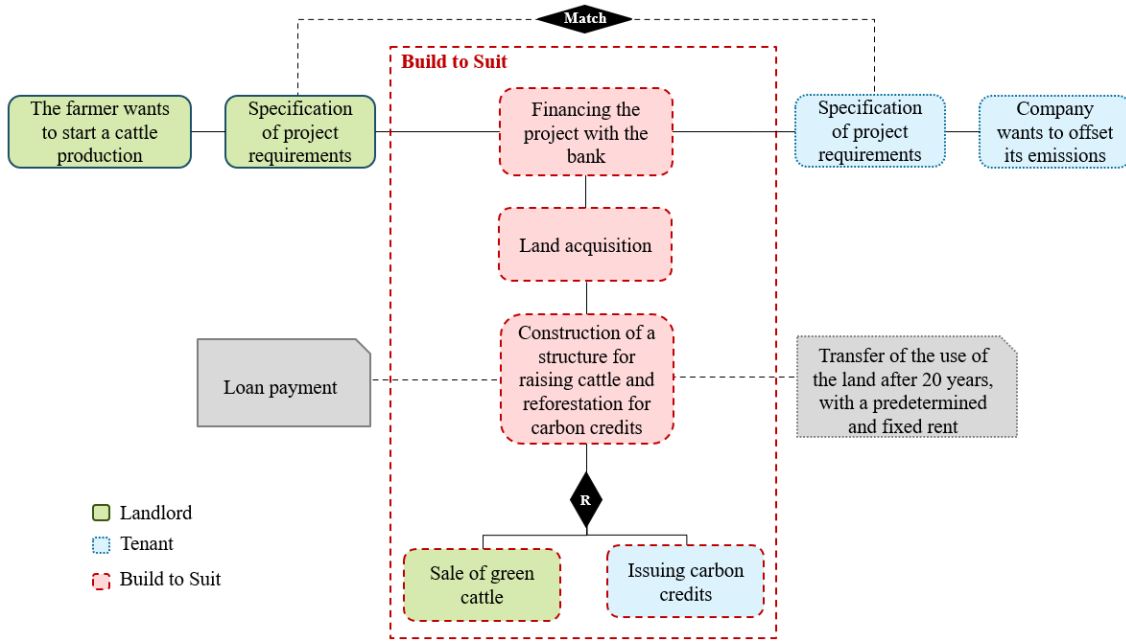 Match
Build to Suit
The farmer wants
to start a cattle
production
Specification
of project
requirements
Financing the
project with the
bank
Specification
of project
requirements
Company
wants to offset
its emissions
Land acquisition
Loan payment
Construction of a
structure for
raising cattle and
reforestation for
carbon credits
Transfer of the use of
the land after 20 years,
with a predetermined
and fixed rent
R
Landlord
Tenant
Build to Suit
Sale of green
cattle
Issuing carbon
credits